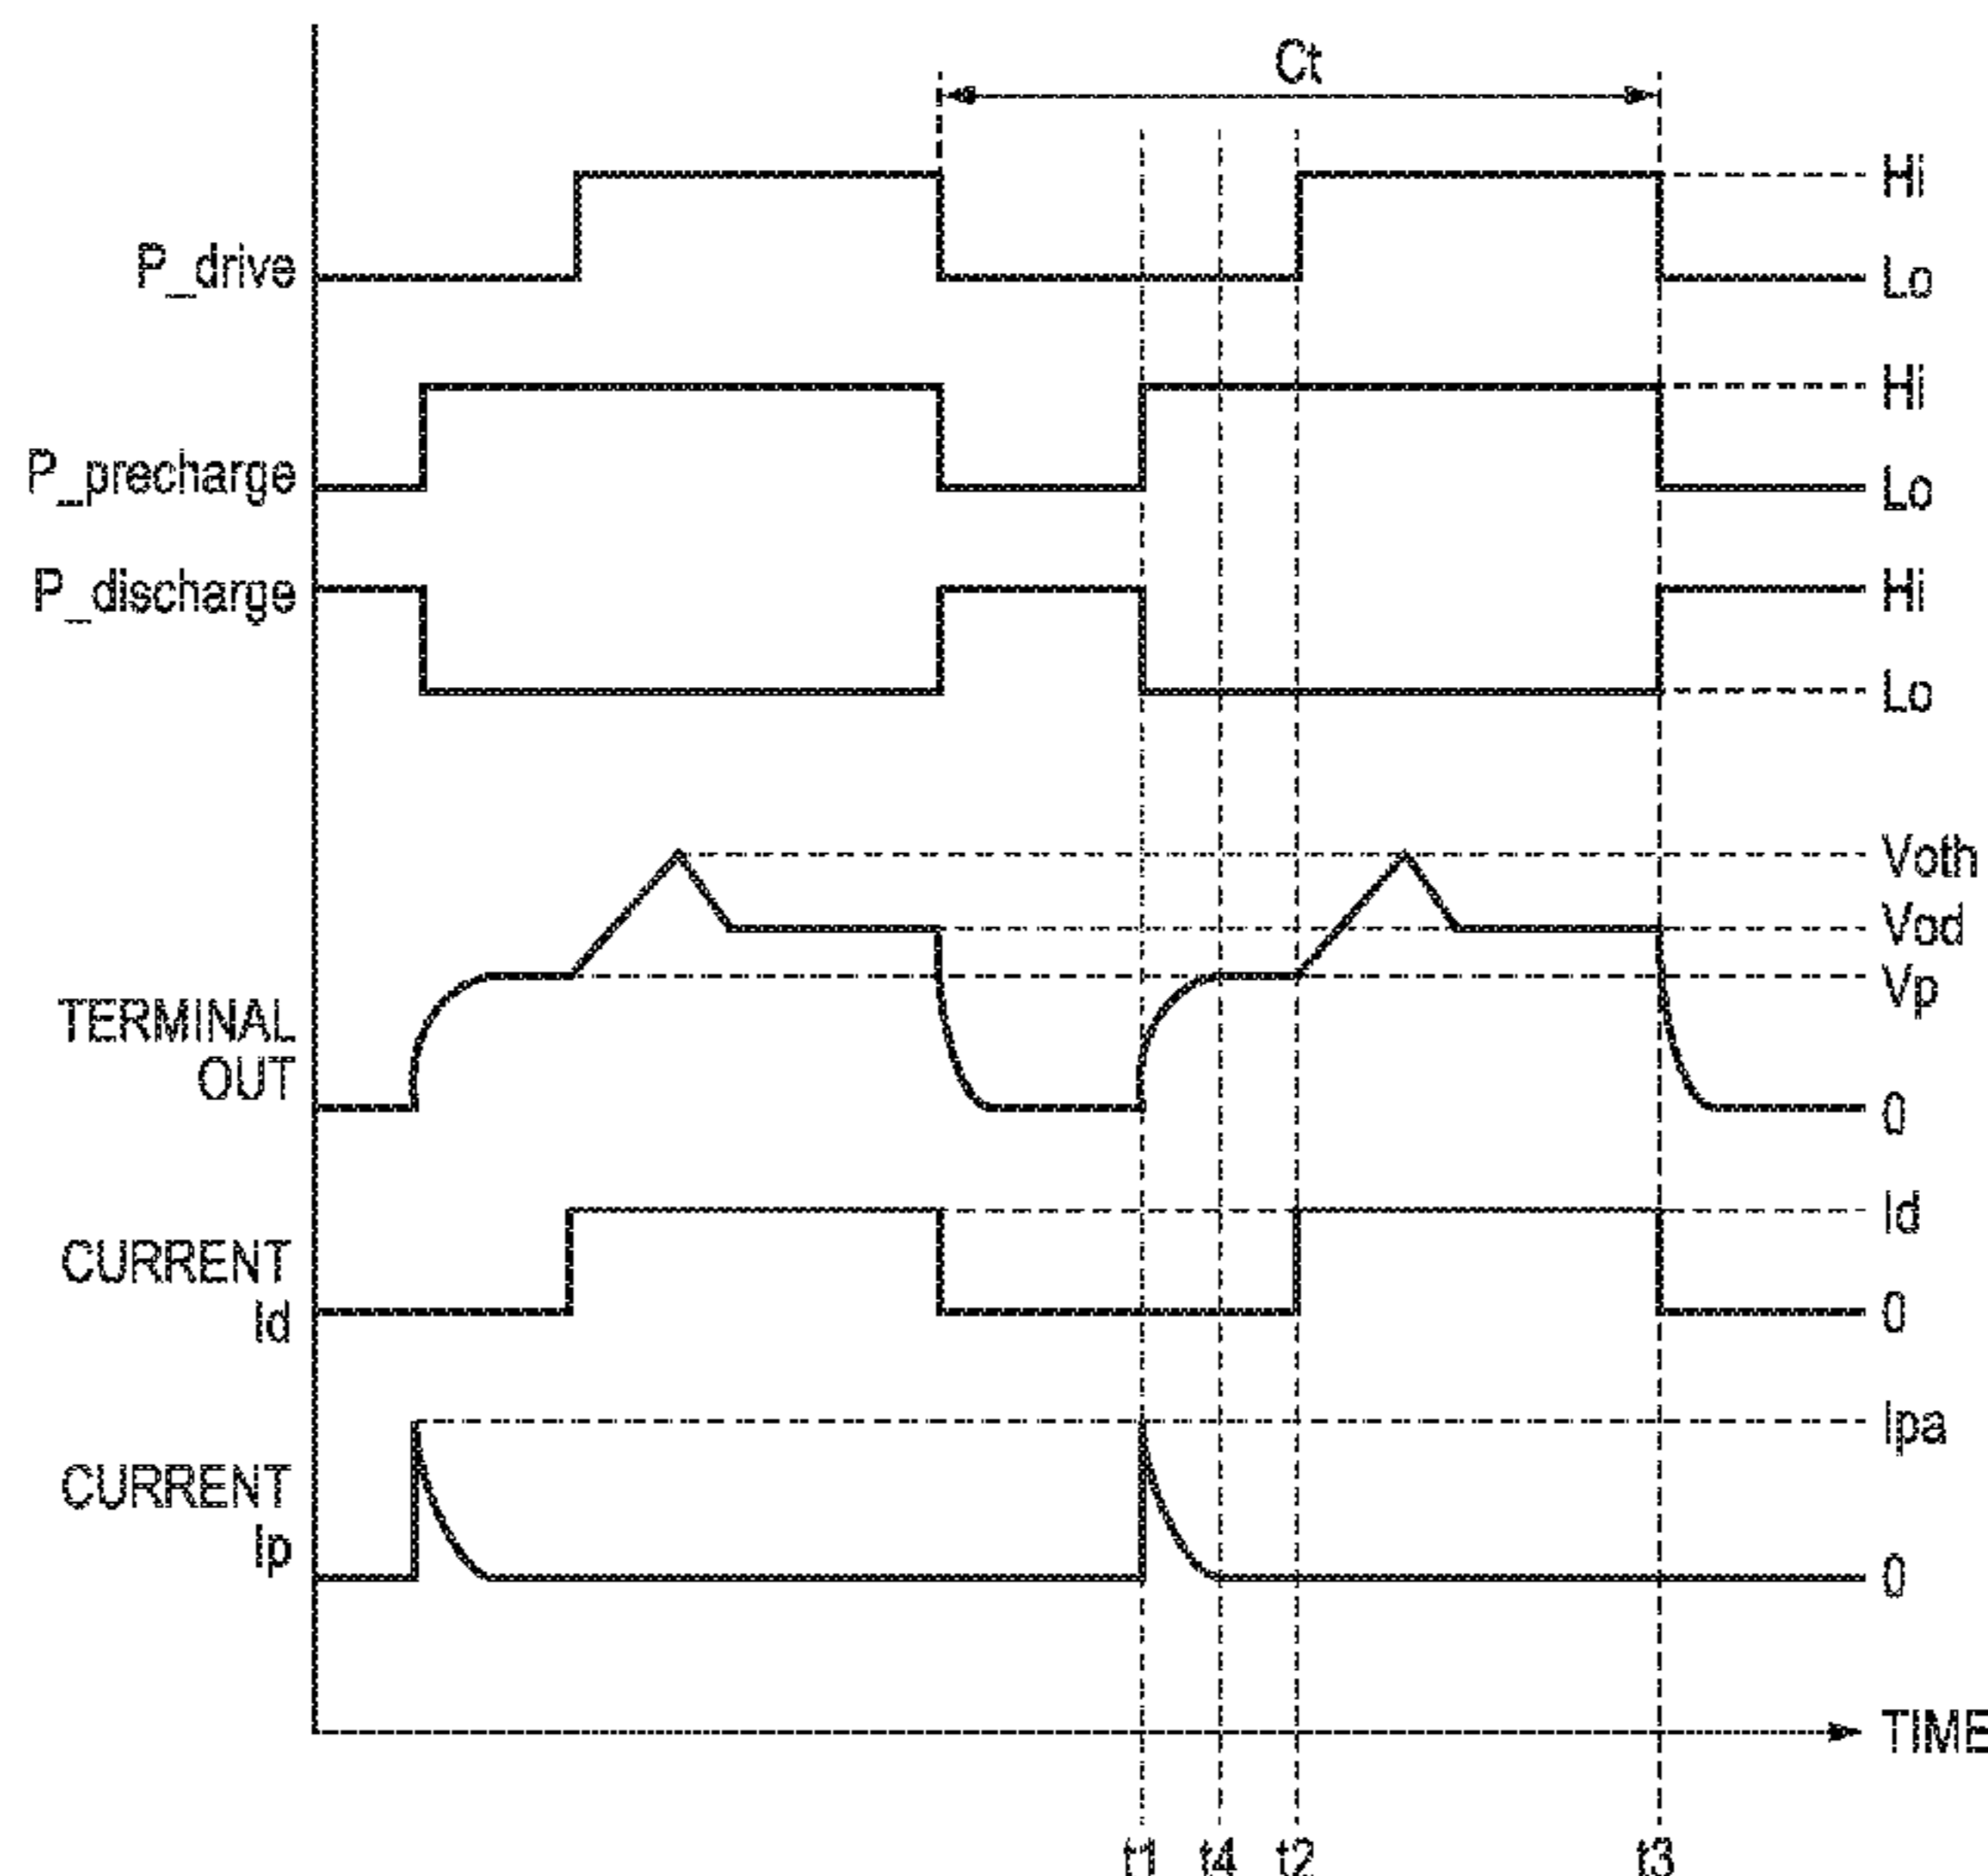 Ct
Hi
P_drive
Lo
Hi
P_precharge
Lo
P_discharge
Hi
Lo
Voth
Vod
Vp
TERMINAL
OUT
0
Id
CURRENT
Id
0
Ipa
CURRENT
Ip
0
TIME
t1 t4 t2 t3